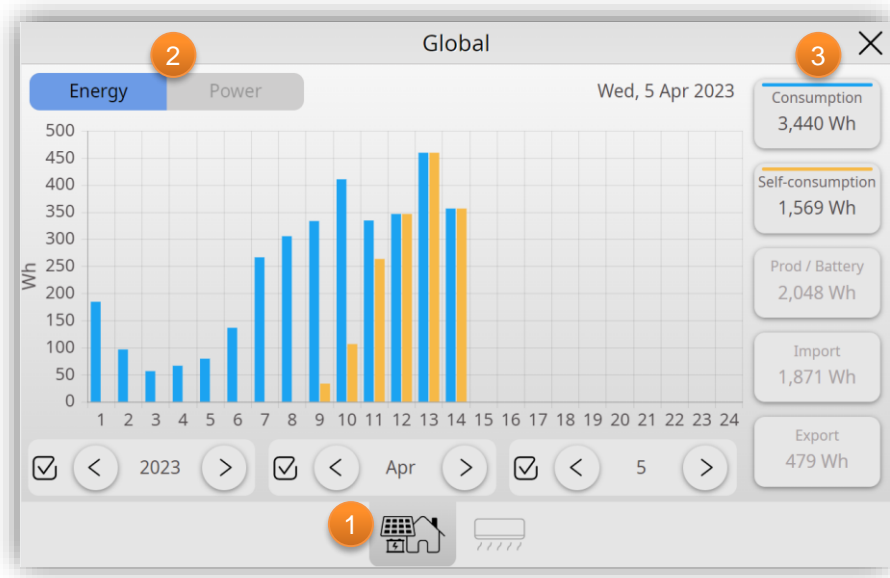 Global
2
3
Energy
Power
Wed, 5 Apr 2023
Consumption
3,440 Wh
Self-consumption
1,569 Wh
Prod / Battery
2,048 Wh
Import
1,871 Wh
Export
479 Wh
Wh
500
450
400
350
300
250
200
150
100
50
0
1 2 3 4 5 6 7 8 9 10 11 12 13 14 15 16 17 18 19 20 21 22 23 24
2023
Apr
5
1